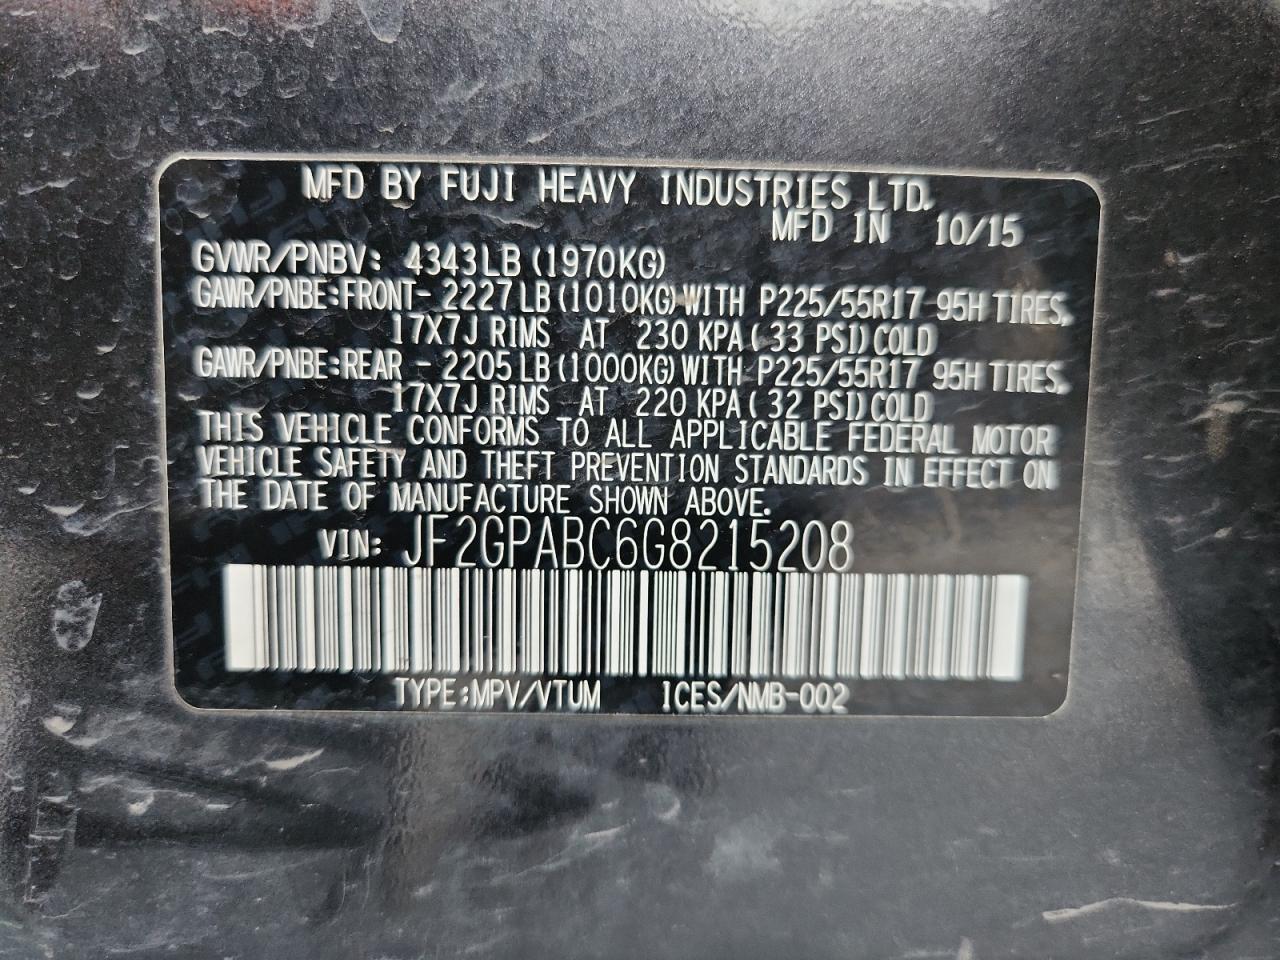 MFD BY FUJI HEAVY INDUSTRIES LTD.
MFD IN 10/15
GVWR/PNBV: 4343LB (1970KG)
GAWR/PNBE:FRONT- 2227LB(1010KG)WITH P225/55R17 95H TIRES,
17X7J RIMS AT 230 KPA(33 PSI)COLD
GAWR/PNBE:REAR - 2205LB(1000KG)WITH P225/55R17 95H TIRES,
17X7J RIMS AT 220 KPA(32 PSI)COLD
THIS VEHICLE CONFORMS TO ALL APPLICABLE FEDERAL MOTOR
VEHICLE SAFETY AND THEFT PREVENTION STANDARDS IN EFFECT ON
THE DATE OF MANUFACTURE SHOWN ABOVE.
VIN: JF2GPABC6G8215208
TYPE:MPV/VTUM ICES/NMB-002